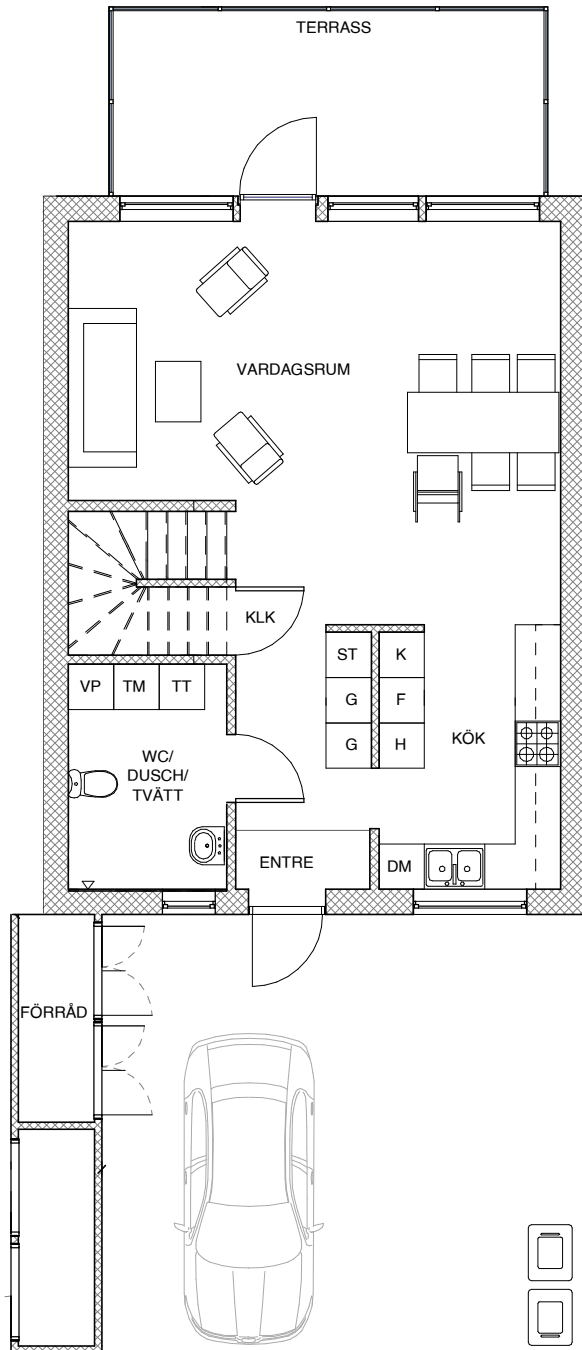 TERRASS
VARDAGSRUM
KLK
ST
K
VP
TM
TT
G
F
G
H
KÖK
WC/
DUSCH/
TVÄTT
ENTRE
DM
FÖRRÅD